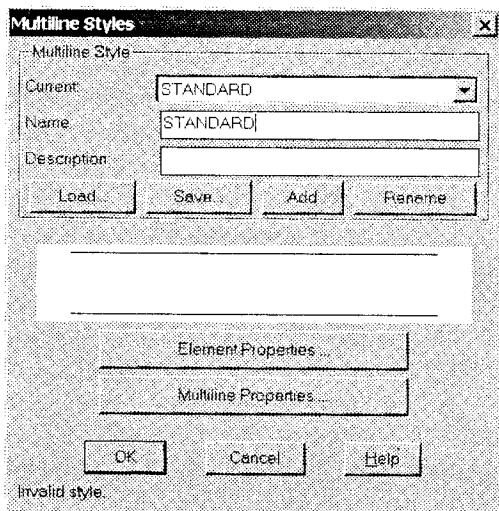 Multiline Styles
Multiline Style
Current: STANDARD
Name: STANDARD
Description:
Load... Save... Add Rename
Element Properties...
Multiline Properties...
OK Cancel Help
Invalid style.